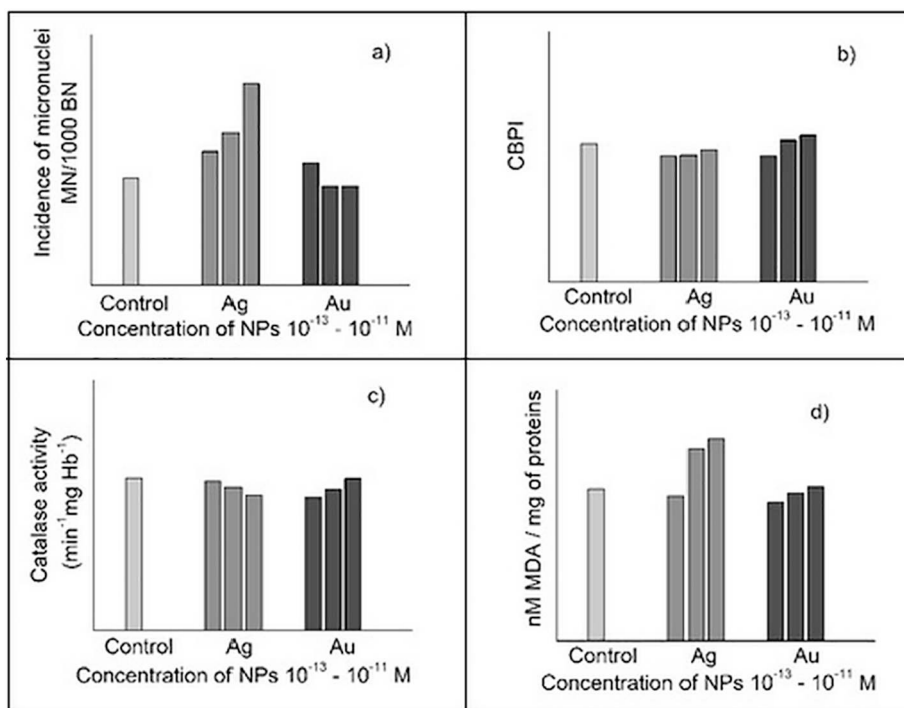 a)
Incidence of micronuclei
MN/1000 BN
Control Ag Au
Concentration of NPs 10⁻¹³ - 10⁻¹¹ M
b)
CBPI
Control Ag Au
Concentration of NPs 10⁻¹³ - 10⁻¹¹ M
c)
Catalase activity
(min⁻¹mg Hb⁻¹)
Control Ag Au
Concentration of NPs 10⁻¹³ - 10⁻¹¹ M
d)
nM MDA / mg of proteins
Control Ag Au
Concentration of NPs 10⁻¹³ - 10⁻¹¹ M